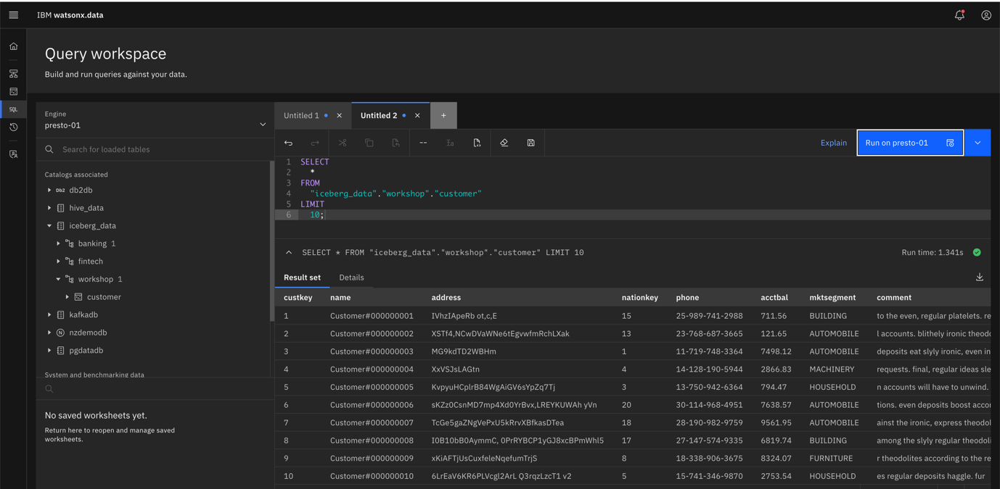 IBM watsonx.data
Query workspace
Build and run queries against your data.
SQL
Engine
presto-01
Search for loaded tables
Catalogs associated
Db2 db2db
hive_data
iceberg_data
banking 1
fintech
workshop 1
customer
kafkadb
N nzdemodb
pgdatadb
System and benchmarking data
No saved worksheets yet.
Return here to reopen and manage saved
worksheets.
Untitled 1
Untitled 2
Explain
Run on presto-01
1 SELECT
2 *
3 FROM
4 "iceberg_data"."workshop"."customer"
5 LIMIT
6 10;
SELECT * FROM "iceberg_data"."workshop"."customer" LIMIT 10
Run time: 1.341s
Result set Details
custkey name address nationkey phone acctbal mktsegment comment
1 Customer#000000001 IVhzIApeRb ot,c,E 15 25-989-741-2988 711.56 BUILDING to the even, regular platelets. re
2 Customer#000000002 XSTf4,NCwDVaWNe6tEgvwfmRchLXak 13 23-768-687-3665 121.65 AUTOMOBILE l accounts. blithely ironic theodo
3 Customer#000000003 MG9kdTD2WBHm 1 11-719-748-3364 7498.12 AUTOMOBILE deposits eat slyly ironic, even in
4 Customer#000000004 XxVSJsLAGtn 4 14-128-190-5944 2866.83 MACHINERY requests. final, regular ideas sle
5 Customer#000000005 KvpyuHCplrB84WgAiGV6sYpZq7Tj 3 13-750-942-6364 794.47 HOUSEHOLD n accounts will have to unwind.
6 Customer#000000006 sKZz0CsnMD7mp4Xd0YrBvx,LREYKUWAh yVn 20 30-114-968-4951 7638.57 AUTOMOBILE tions. even deposits boost accor
7 Customer#000000007 TcGe5gaZNgVePxU5kRrvXBfkasDTea 18 28-190-982-9759 9561.95 AUTOMOBILE ainst the ironic, express theodol
8 Customer#000000008 I0B10bB0AymmC, 0PrRYBCP1yGJ8xcBPmWhl5 17 27-147-574-9335 6819.74 BUILDING among the slyly regular theodoli
9 Customer#000000009 xKiAFTjUsCuxfeleNqefumTrjS 8 18-338-906-3675 8324.07 FURNITURE r theodolites according to the re
10 Customer#000000010 6LrEaV6KR6PLVcgl2ArL Q3rqzLzcT1 v2 5 15-741-346-9870 2753.54 HOUSEHOLD es regular deposits haggle. fur